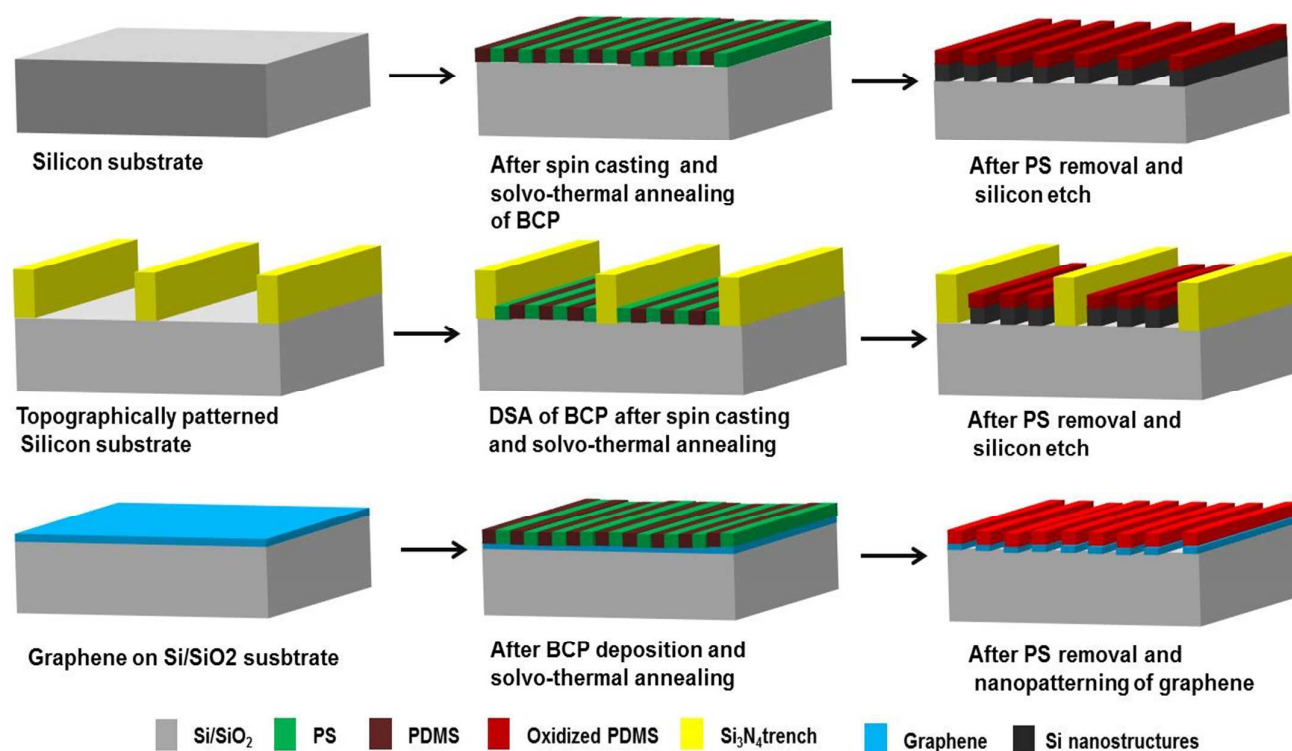 Silicon substrate
After spin casting and
solvo-thermal annealing
of BCP
After PS removal and
silicon etch
Topographically patterned
Silicon substrate
DSA of BCP after spin casting
and solvo-thermal annealing
After PS removal and
silicon etch
Graphene on Si/SiO2 susbtrate
After BCP deposition and
solvo-thermal annealing
After PS removal and
nanopatterning of graphene
Si/SiO₂ PS PDMS Oxidized PDMS Si₃N₄trench Graphene Si nanostructures